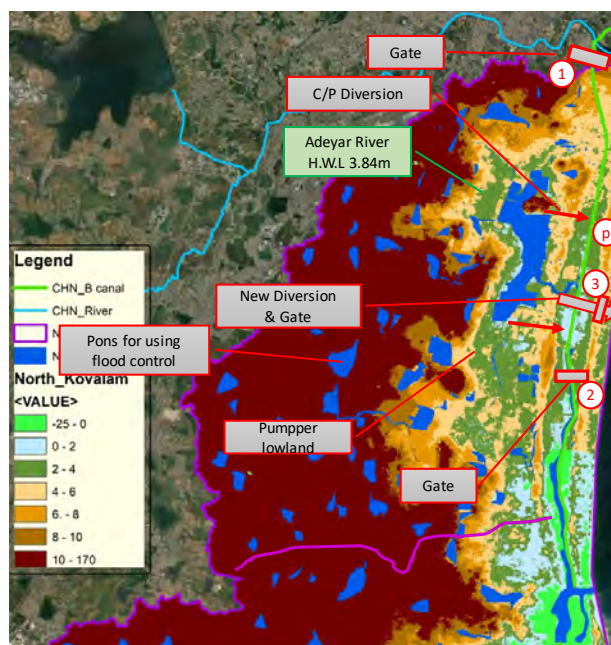 Gate
1
C/P Diversion
Adeyar River
H.W.L 3.84m
p
3
New Diversion
& Gate
Pons for using
flood control
2
Pumpper
lowland
Gate
Legend
CHN_B canal
CHN_River
N
N
North_Kovalam
<VALUE>
-25 - 0
0 - 2
2 - 4
4 - 6
6. - 8
8 - 10
10 - 170